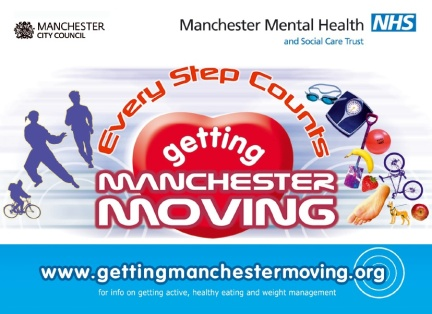 MANCHESTER
CITY COUNCIL
Manchester Mental Health NHS
and Social Care Trust
Every Step Counts
getting
MANCHESTER
MOVING
www.gettingmanchestermoving.org
for info on getting active, healthy eating and weight management